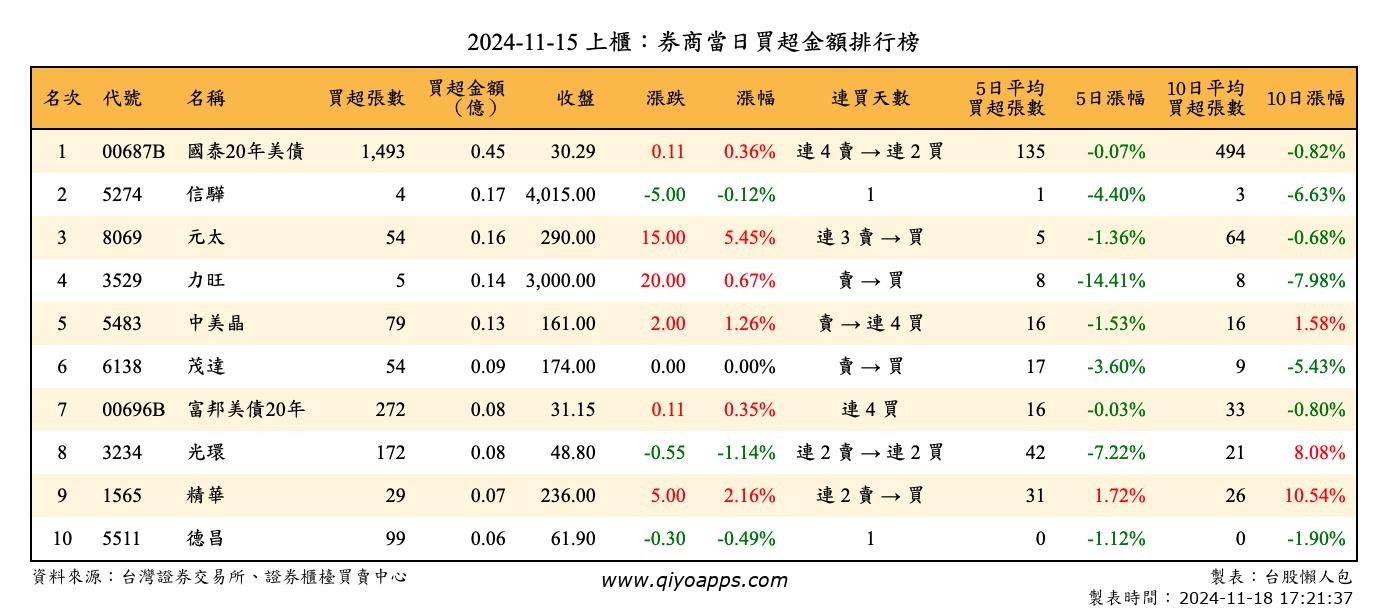 2024-11-15 上櫃：券商當日買超金額排行榜
名次 代號 名稱 買超張數 買超金額（億） 收盤 漲跌 漲幅 連買天數 5日平均買超張數 5日漲幅 10日平均買超張數 10日漲幅
1 00687B 國泰20年美債 1,493 0.45 30.29 0.11 0.36% 連 4 賣 → 連 2 買 135 -0.07% 494 -0.82%
2 5274 信驊 4 0.17 4,015.00 -5.00 -0.12% 1 1 -4.40% 3 -6.63%
3 8069 元太 54 0.16 290.00 15.00 5.45% 連 3 賣 → 買 5 -1.36% 64 -0.68%
4 3529 力旺 5 0.14 3,000.00 20.00 0.67% 賣 → 買 8 -14.41% 8 -7.98%
5 5483 中美晶 79 0.13 161.00 2.00 1.26% 賣 → 連 4 買 16 -1.53% 16 1.58%
6 6138 茂達 54 0.09 174.00 0.00 0.00% 賣 → 買 17 -3.60% 9 -5.43%
7 00696B 富邦美債20年 272 0.08 31.15 0.11 0.35% 連 4 買 16 -0.03% 33 -0.80%
8 3234 光環 172 0.08 48.80 -0.55 -1.14% 連 2 賣 → 連 2 買 42 -7.22% 21 8.08%
9 1565 精華 29 0.07 236.00 5.00 2.16% 連 2 賣 → 買 31 1.72% 26 10.54%
10 5511 德昌 99 0.06 61.90 -0.30 -0.49% 1 0 -1.12% 0 -1.90%
資料來源：台灣證券交易所、證券櫃檯買賣中心 www.qiyoapps.com 製表：台股懶人包
製表時間：2024-11-18 17:21:37